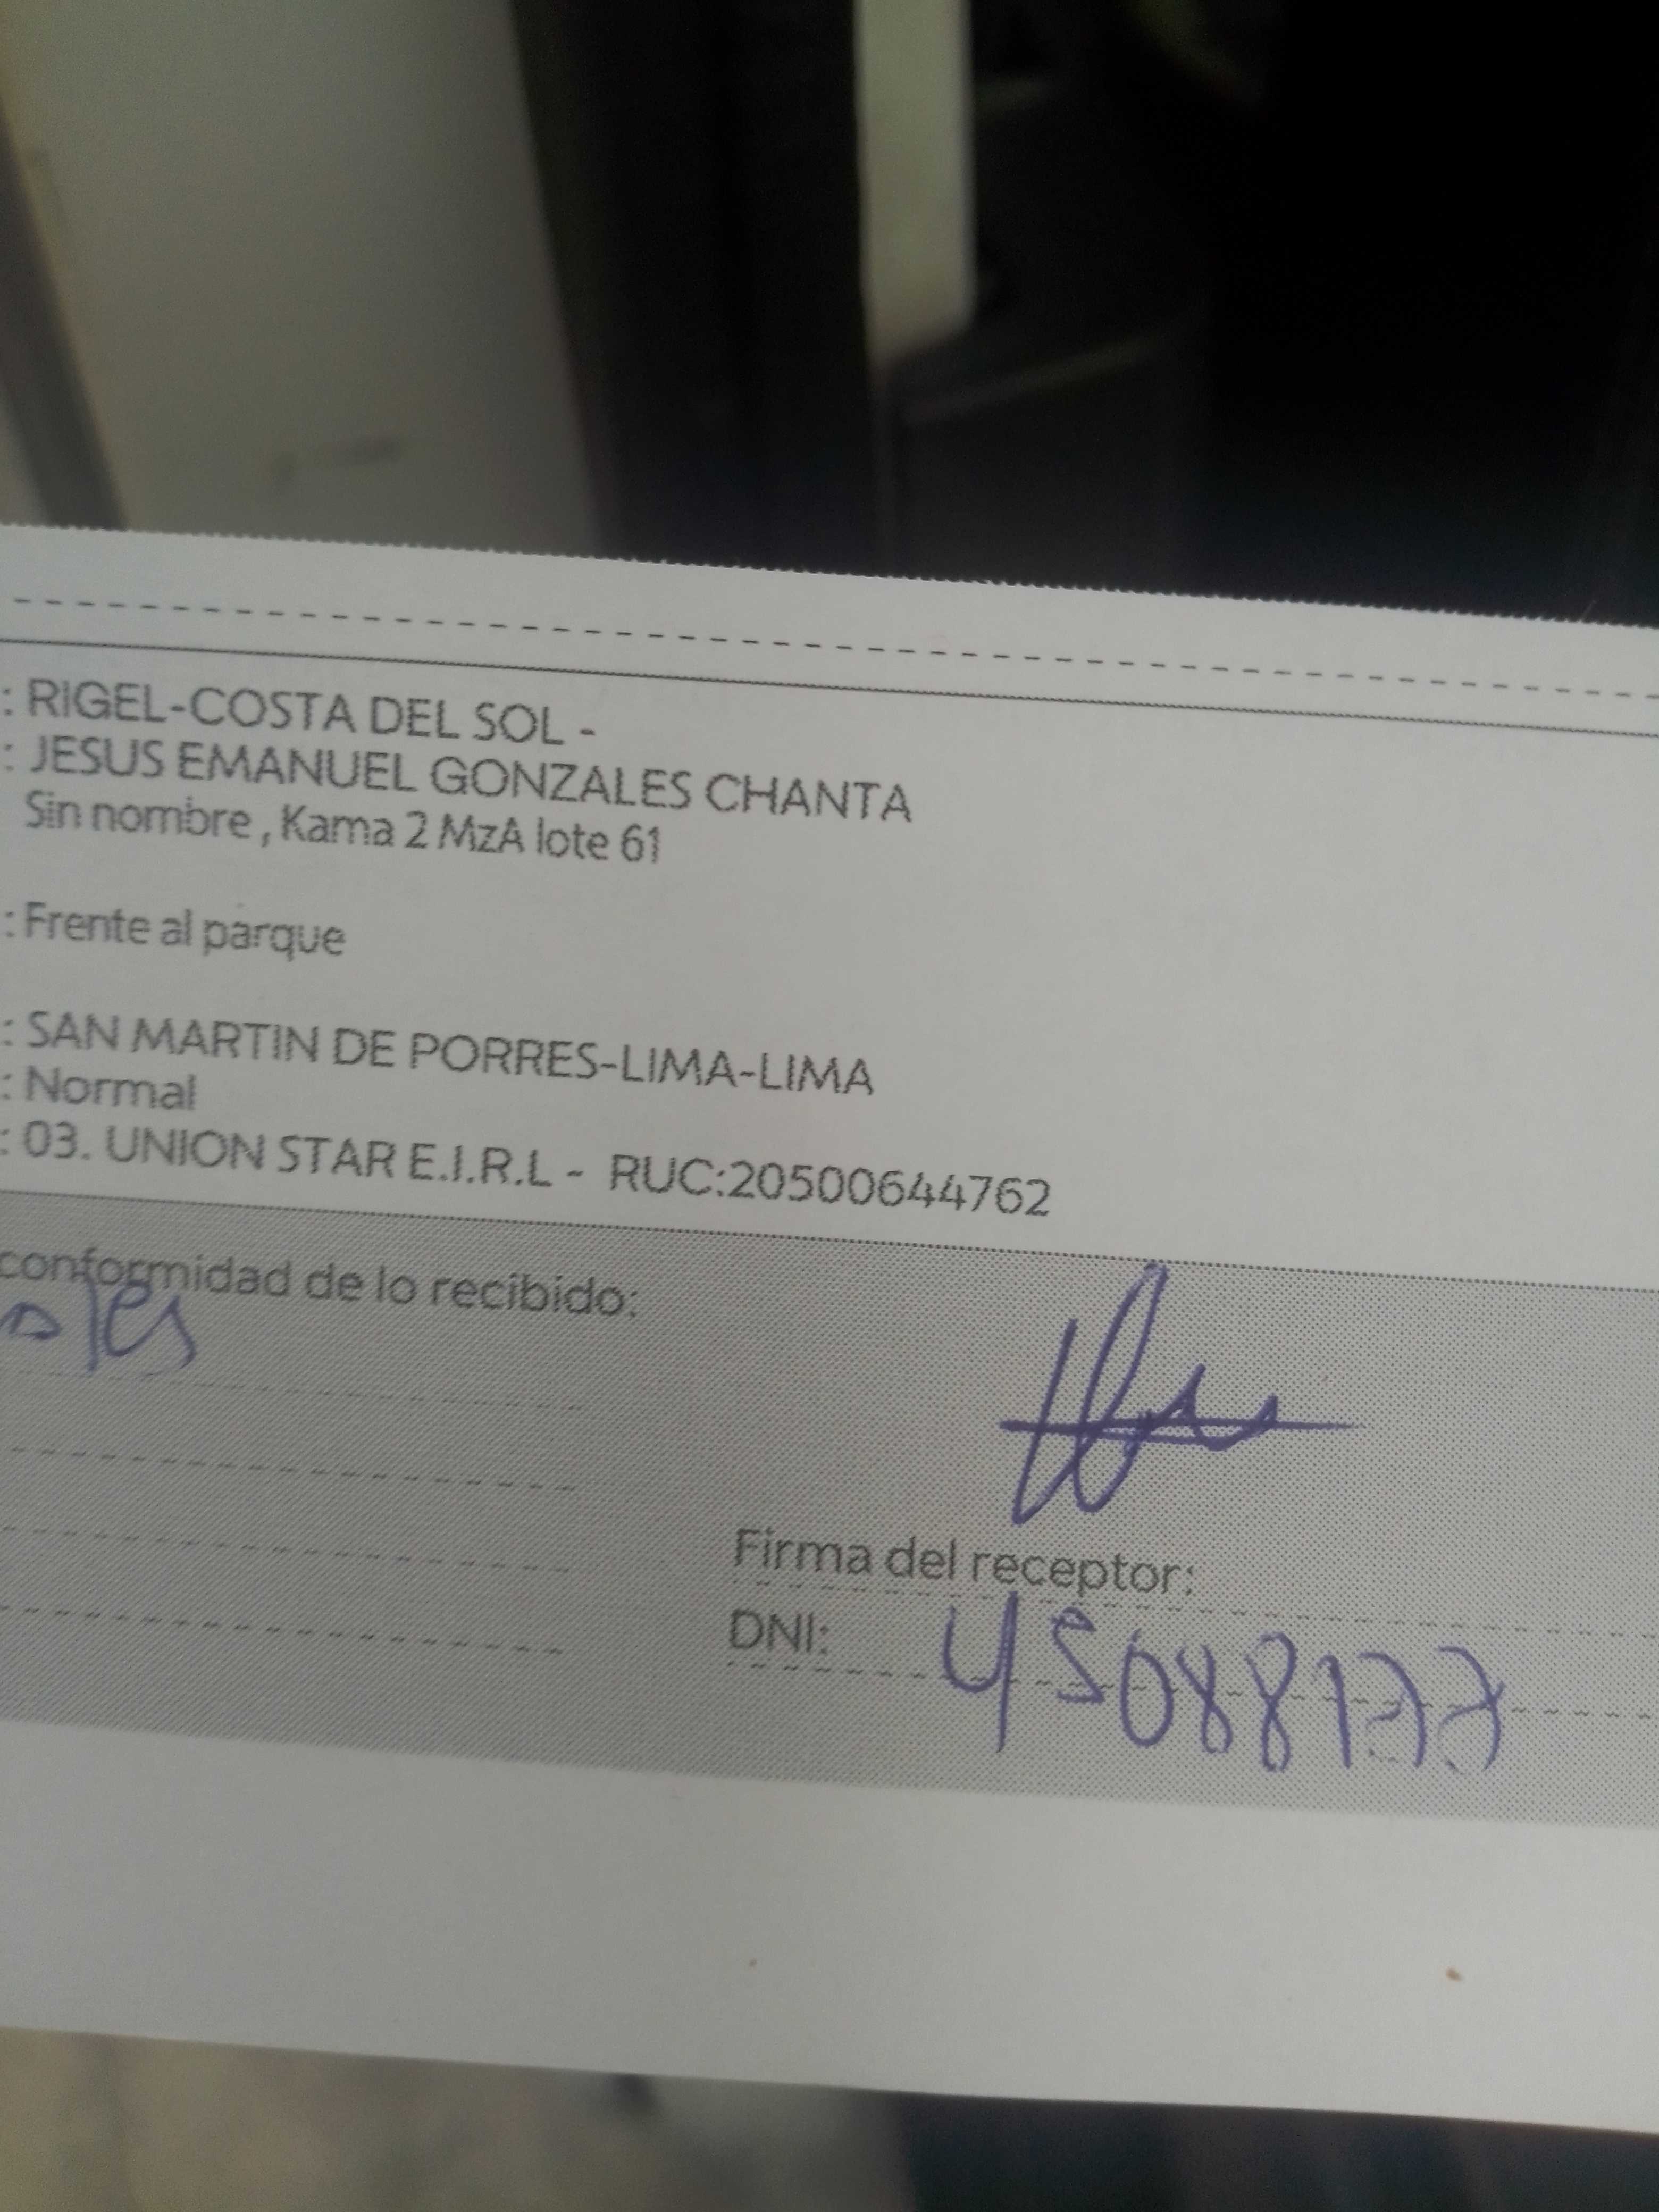 : RIGEL-COSTA DEL SOL -
: JESUS EMANUEL GONZALES CHANTA
Sin nombre , Kama 2 MzA lote 61
: Frente al parque
: SAN MARTIN DE PORRES-LIMA-LIMA
: Normal
: 03. UNION STAR E.I.R.L - RUC:20500644762
conformidad de lo recibido:
Firma del receptor:
DNI: 45088177